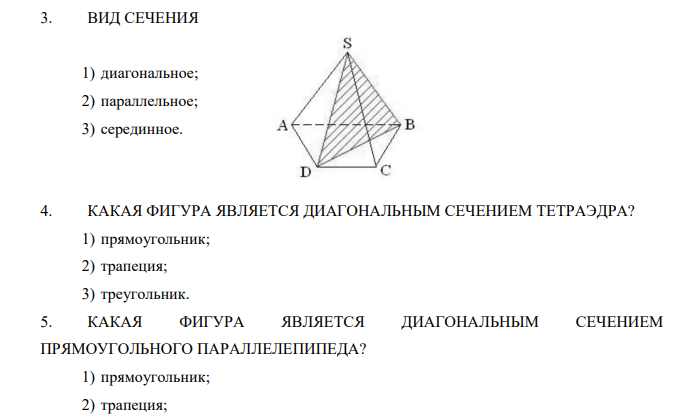 3. ВИД СЕЧЕНИЯ
1) диагональное;
2) параллельное;
3) серединное.
S
A
B
D
C
4. КАКАЯ ФИГУРА ЯВЛЯЕТСЯ ДИАГОНАЛЬНЫМ СЕЧЕНИЕМ ТЕТРАЭДРА?
1) прямоугольник;
2) трапеция;
3) треугольник.
5. КАКАЯ ФИГУРА ЯВЛЯЕТСЯ ДИАГОНАЛЬНЫМ СЕЧЕНИЕМ
ПРЯМОУГОЛЬНОГО ПАРАЛЛЕЛЕПИПЕДА?
1) прямоугольник;
2) трапеция;